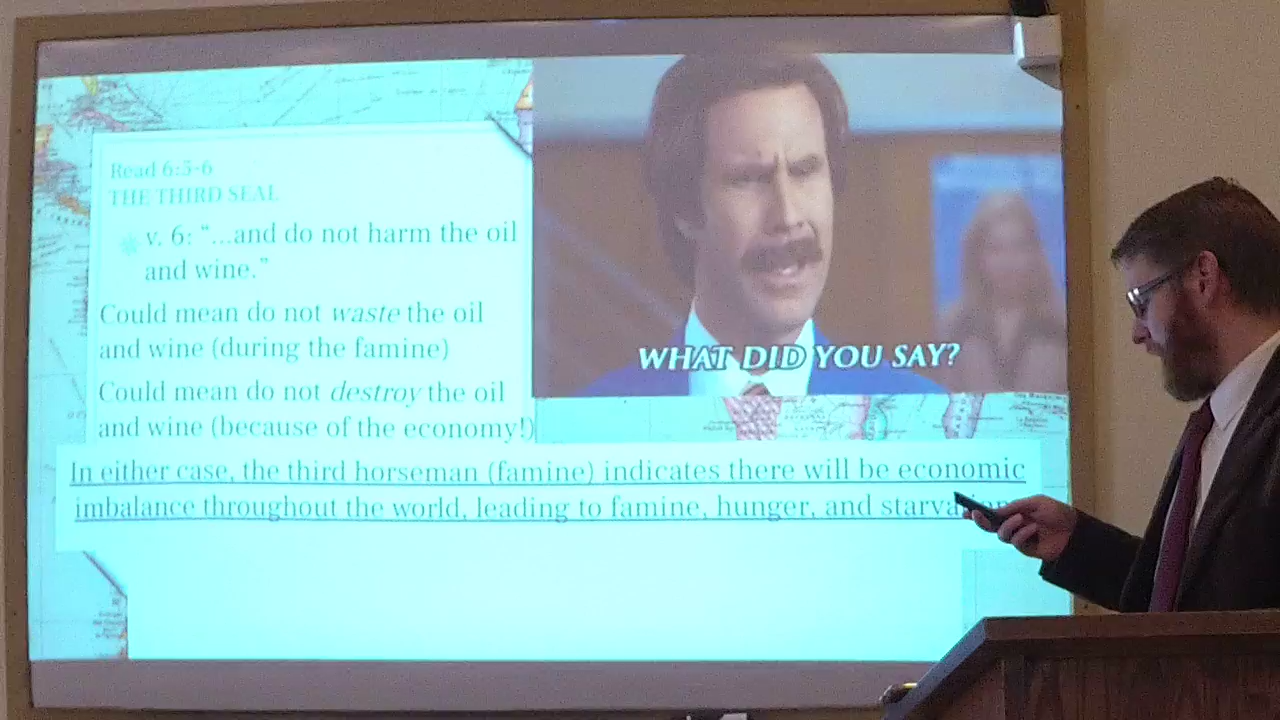 Read 6:5-6
THE THIRD SEAL
v. 6: “...and do not harm the oil
and wine.”
Could mean do not waste the oil
and wine (during the famine)
Could mean do not destroy the oil
and wine (because of the economy!)
In either case, the third horseman (famine) indicates there will be economic
imbalance throughout the world, leading to famine, hunger, and
WHAT DID YOU SAY?